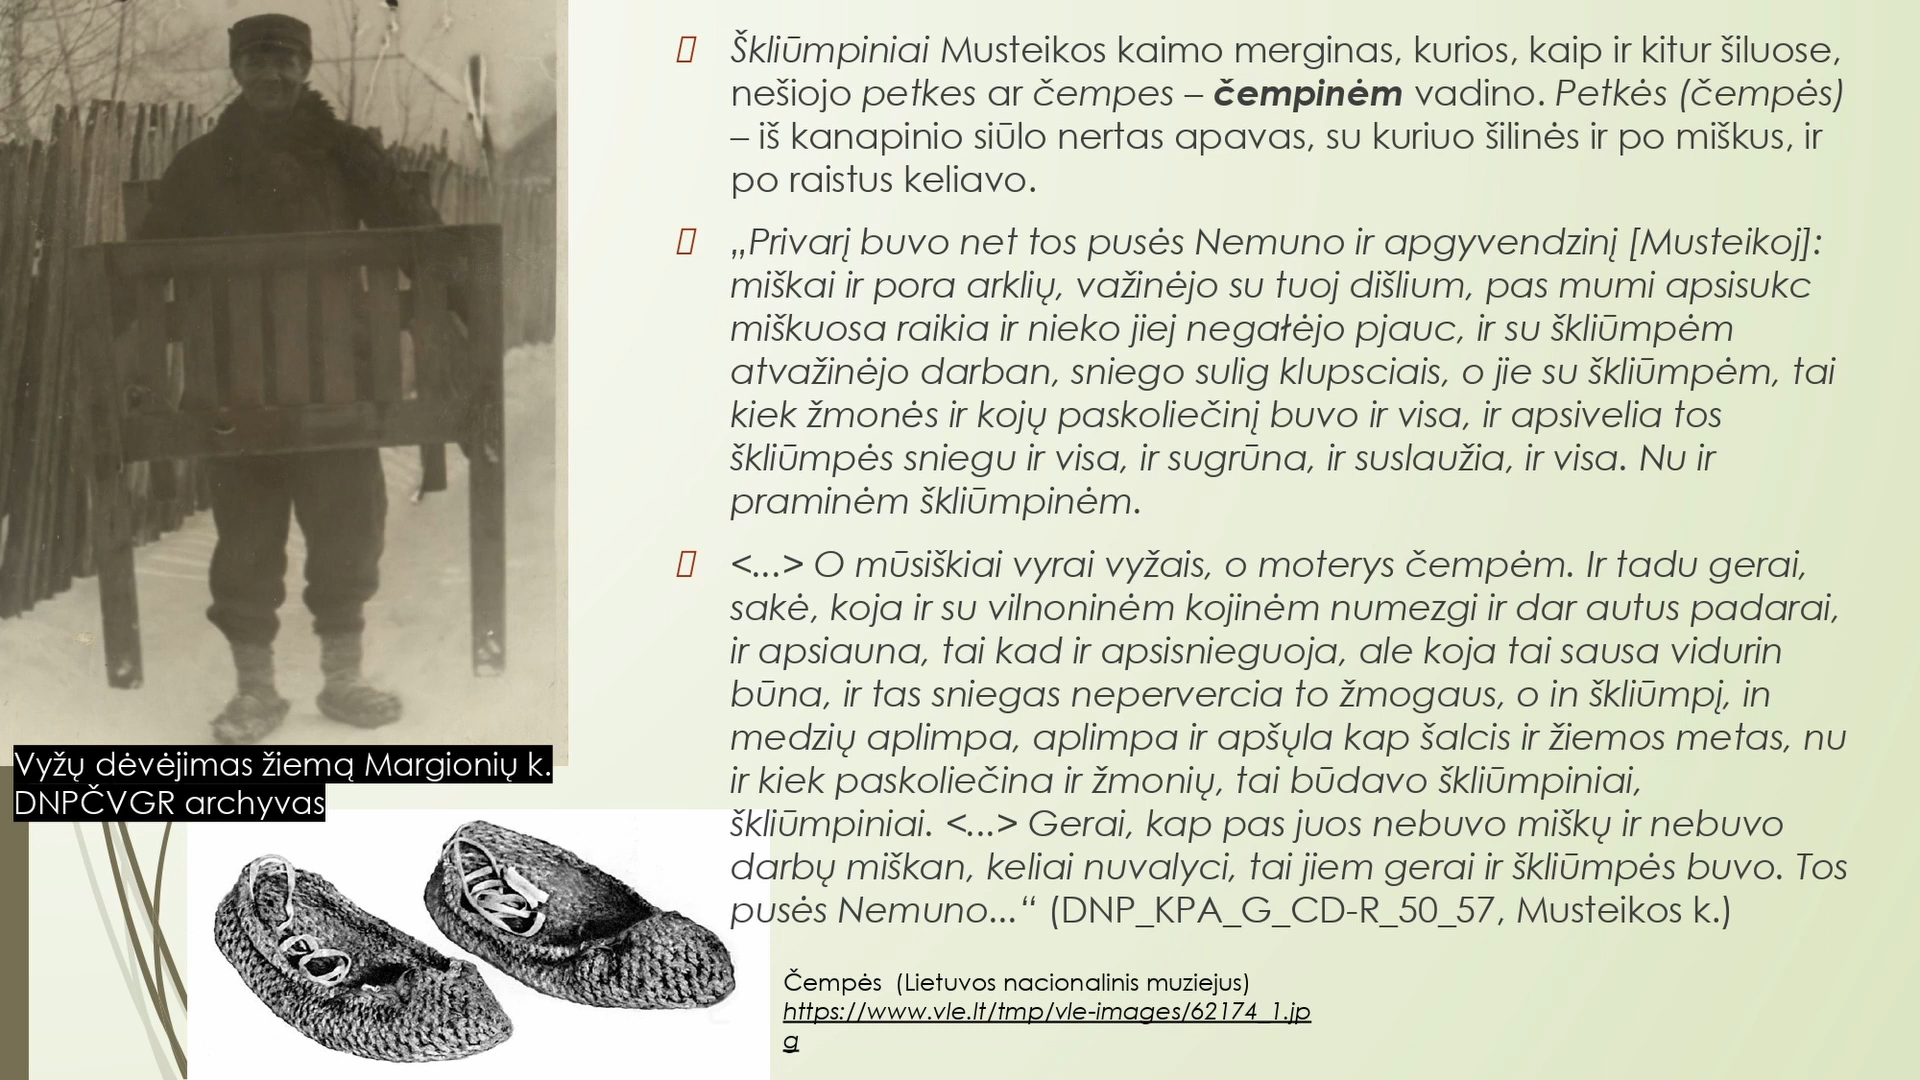 Škliūmpiniai Musteikos kaimo merginas, kurios, kaip ir kitur šiluose,
nešiojo petkes ar čempes – čempinėm vadino. Petkės (čempės)
– iš kanapinio siūlo nertas apavas, su kuriuo šilinės ir po miškus, ir
po raistus keliavo.
„Privarį buvo net tos pusės Nemuno ir apgyvendzinį [Musteikoj]:
miškai ir pora arklių, važinėjo su tuoj dišlium, pas mumi apsisukc
miškuosa raikia ir nieko jiej negałėjo pjauc, ir su škliūmpėm
atvažinėjo darban, sniego sulig klupsciais, o jie su škliūmpėm, tai
kiek žmonės ir kojų paskoliečinį buvo ir visa, ir apsivelia tos
škliūmpės sniegu ir visa, ir sugrūna, ir suslaužia, ir visa. Nu ir
praminėm škliūmpinėm.
<...> O mūsiškiai vyrai vyžais, o moterys čempėm. Ir tadu gerai,
sakė, koja ir su vilnoninėm kojinėm numezgi ir dar autus padarai,
ir apsiauna, tai kad ir apsisnieguoja, ale koja tai sausa vidurin
būna, ir tas sniegas nepervercia to žmogaus, o in škliūmpį, in
medzių aplimpa, aplimpa ir apšųla kap šalcis ir žiemos metas, nu
ir kiek paskoliečina ir žmonių, tai būdavo škliūmpiniai,
škliūmpiniai. <...> Gerai, kap pas juos nebuvo miškų ir nebuvo
darbų miškan, keliai nuvalyci, tai jiem gerai ir škliūmpės buvo. Tos
pusės Nemuno...“ (DNP_KPA_G_CD-R_50_57, Musteikos k.)
Vyžų dėvėjimas žiemą Margionių k.
DNPČVGR archyvas
Čempės (Lietuvos nacionalinis muziejus)
https://www.vle.lt/tmp/vle-images/62174_1.jp
g